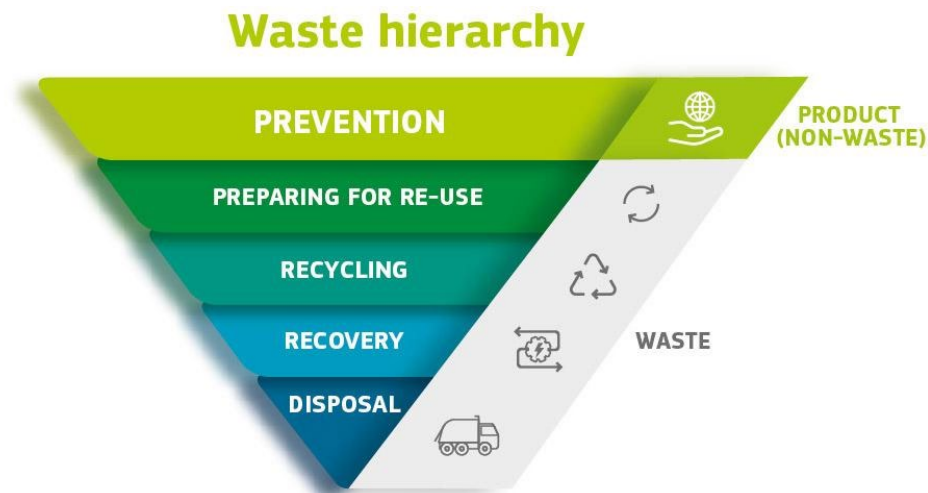 Waste hierarchy
PREVENTION
PRODUCT
(NON-WASTE)
PREPARING FOR RE-USE
RECYCLING
RECOVERY
WASTE
DISPOSAL